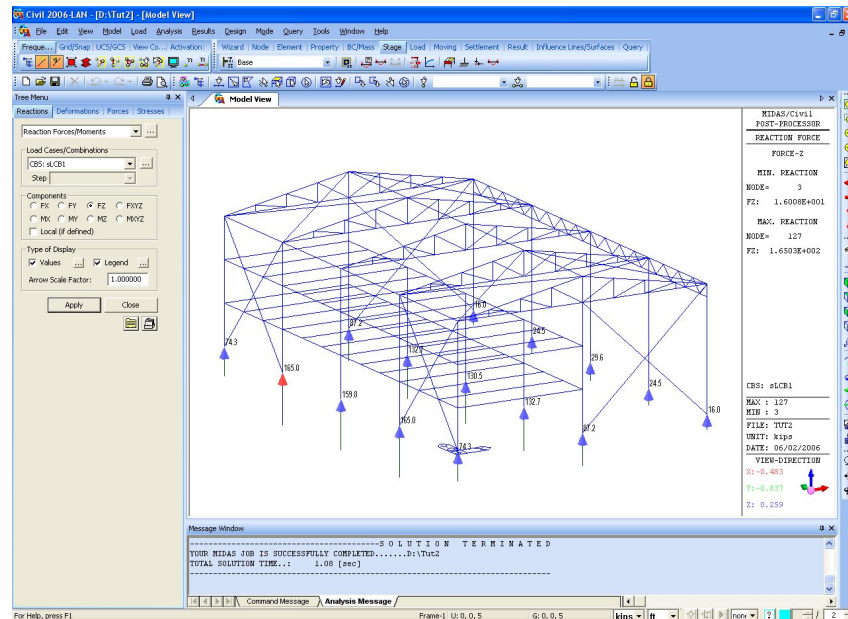 Civil 2006-LAN - [D:\Tut2] - [Model View]
File Edit View Model Load Analysis Results Design Mode Query Tools Window Help
Freque... Grid/Snap UCS/GCS View Co... Activation Wizard Node Element Property BC/Mass Stage Load Moving Settlement Result Influence Lines/Surfaces Query
Base
Tree Menu
Model View
Reactions Deformations Forces Stresses
Reaction Forces/Moments
Load Cases/Combinations
CBS: sLCB1
Step
Components
FX FY FZ FXYZ
MX MY MZ MXYZ
Local (if defined)
Type of Display
Values Legend
Arrow Scale Factor: 1.000000
Apply Close
74.3
165.0
87.2
159.8
132.7
165.0
130.5
74.3
16.0
24.5
132.7
29.6
87.2
24.5
16.0
MIDAS/Civil
POST-PROCESSOR
REACTION FORCE
FORCE-Z
MIN. REACTION
NODE= 3
FZ: 1.6008E+001
MAX. REACTION
NODE= 127
FZ: 1.6503E+002
CBS: sLCB1
MAX : 127
MIN : 3
FILE: TUT2
UNIT: kips
DATE: 06/02/2006
VIEW-DIRECTION
X:-0.483
Y:-0.837
Z: 0.259
Message Window
SOLUTION TERMINATED
YOUR MIDAS JOB IS SUCCESSFULLY COMPLETED.......D:\Tut2
TOTAL SOLUTION TIME..: 1.08 [sec]
Command Message Analysis Message
For Help, press F1
Frame-1 U: 0, 0, 5 G: 0, 0, 5 kips ft non 2